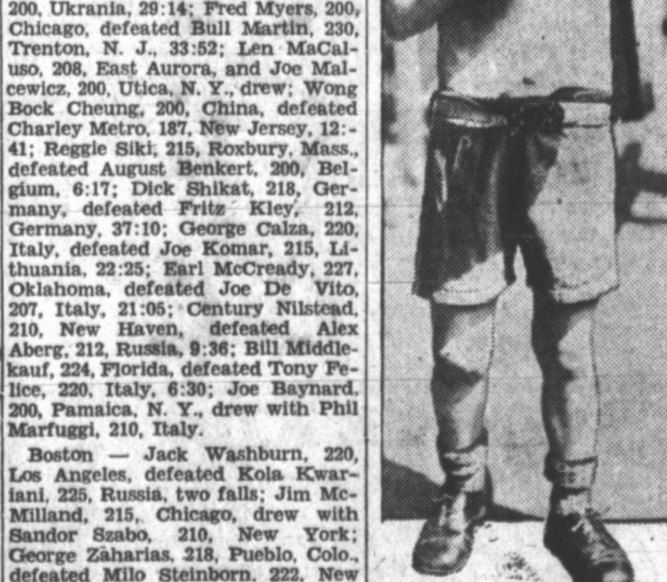 200, Ukrania, 29:14; Fred Myers, 200,
Chicago, defeated Bull Martin, 230,
Trenton, N. J., 33:52; Len MaCal-
uso, 208, East Aurora, and Joe Mal-
cewicz, 200, Utica, N. Y., drew; Wong
Bock Cheung, 200, China, defeated
Charley Metro, 187, New Jersey, 12:-
41; Reggie Siki, 215, Roxbury, Mass.,
defeated August Benkert, 200, Bel-
gium, 6:17; Dick Shikat, 218, Ger-
many, defeated Fritz Kley, 212,
Germany, 37:10; George Calza, 220,
Italy, defeated Joe Komar, 215, Li-
thuania, 22:25; Earl McCready, 227,
Oklahoma, defeated Joe De Vito,
207, Italy, 21:05; Century Nilstead,
210, New Haven, defeated Alex
Aberg, 212, Russia, 9:36; Bill Middle-
kauf, 224, Florida, defeated Tony Fe-
lice, 220, Italy, 6:30; Joe Baynard,
200, Pamaica, N. Y., drew with Phil
Marfuggi, 210, Italy.
Boston — Jack Washburn, 220,
Los Angeles, defeated Kola Kwar-
iani, 225, Russia, two falls; Jim Mc-
Milland, 215, Chicago, drew with
Sandor Szabo, 210, New York;
George Zaharias, 218, Pueblo, Colo.,
defeated Milo Steinborn, 222, New